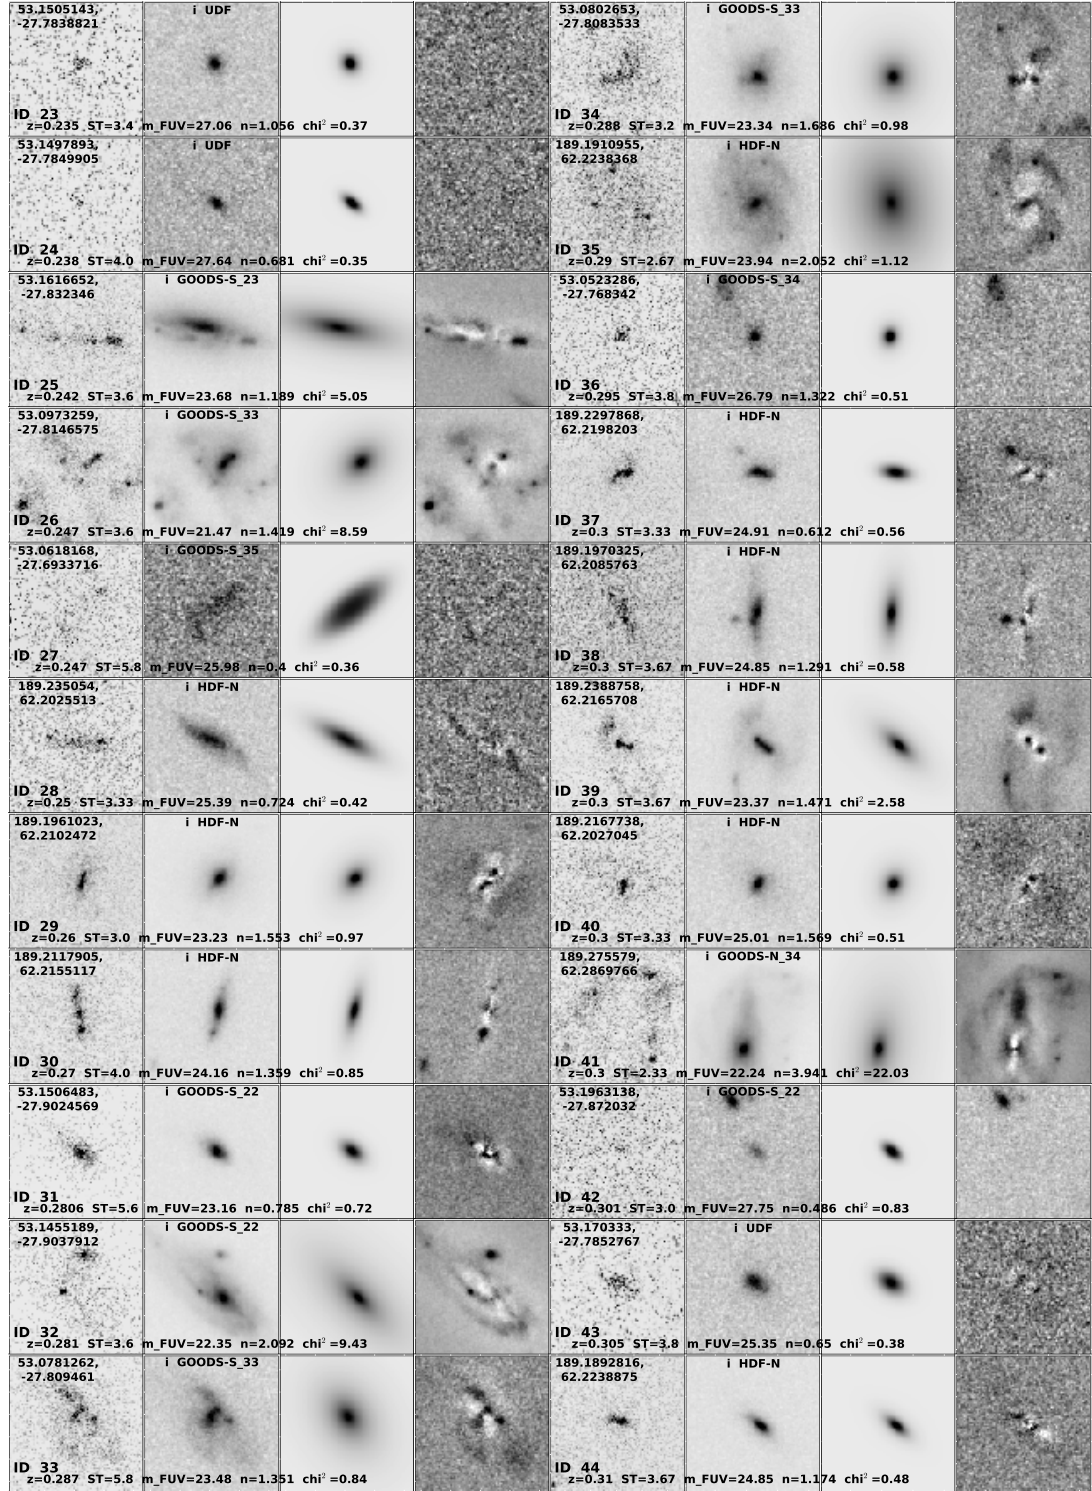 53.1505143,
-27.7838821
i UDF
ID 23
z=0.235 ST=3.4 m_FUV=27.06 n=1.056 chi²=0.37
53.1497893,
-27.7849905
i UDF
ID 24
z=0.238 ST=4.0 m_FUV=27.64 n=0.681 chi²=0.35
53.1616652,
-27.832346
i GOODS-S_23
ID 25
z=0.242 ST=3.6 m_FUV=23.68 n=1.189 chi²=5.05
53.0973259,
-27.8146575
i GOODS-S_33
ID 26
z=0.247 ST=3.6 m_FUV=21.47 n=1.419 chi²=8.59
53.0618168,
-27.6933716
i GOODS-S_35
ID 27
z=0.247 ST=5.8 m_FUV=25.98 n=0.4 chi²=0.36
189.235054,
62.2025513
i HDF-N
ID 28
z=0.25 ST=3.33 m_FUV=25.39 n=0.724 chi²=0.42
189.1961023,
62.2102472
i HDF-N
ID 29
z=0.26 ST=3.0 m_FUV=23.23 n=1.553 chi²=0.97
189.2117905,
62.2155117
i HDF-N
ID 30
z=0.27 ST=4.0 m_FUV=24.16 n=1.359 chi²=0.85
53.1506483,
-27.9024569
i GOODS-S_22
ID 31
z=0.2806 ST=5.6 m_FUV=23.16 n=0.785 chi²=0.72
53.1455189,
-27.9037912
i GOODS-S_22
ID 32
z=0.281 ST=3.6 m_FUV=22.35 n=2.092 chi²=9.43
53.0781262,
-27.809461
i GOODS-S_33
ID 33
z=0.287 ST=5.8 m_FUV=23.48 n=1.351 chi²=0.84
53.0802653,
-27.8083533
i GOODS-S_33
ID 34
z=0.288 ST=3.2 m_FUV=23.34 n=1.686 chi²=0.98
189.1910955,
62.2238368
i HDF-N
ID 35
z=0.29 ST=2.67 m_FUV=23.94 n=2.052 chi²=1.12
53.0523286,
-27.768342
i GOODS-S_34
ID 36
z=0.295 ST=3.8 m_FUV=26.79 n=1.322 chi²=0.51
189.2297868,
62.2198203
i HDF-N
ID 37
z=0.3 ST=3.33 m_FUV=24.91 n=0.612 chi²=0.56
189.1970325,
62.2085763
i HDF-N
ID 38
z=0.3 ST=3.67 m_FUV=24.85 n=1.291 chi²=0.58
189.2388758,
62.2165708
i HDF-N
ID 39
z=0.3 ST=3.67 m_FUV=23.37 n=1.471 chi²=2.58
189.2167738,
62.2027045
i HDF-N
ID 40
z=0.3 ST=3.33 m_FUV=25.01 n=1.569 chi²=0.51
189.275579,
62.2869766
i GOODS-N_34
ID 41
z=0.3 ST=2.33 m_FUV=22.24 n=3.941 chi²=22.03
53.1963138,
-27.872032
i GOODS-S_22
ID 42
z=0.301 ST=3.0 m_FUV=27.75 n=0.486 chi²=0.83
53.170333,
-27.7852767
i UDF
ID 43
z=0.305 ST=3.8 m_FUV=25.35 n=0.65 chi²=0.38
189.1892816,
62.2238875
i HDF-N
ID 44
z=0.31 ST=3.67 m_FUV=24.85 n=1.174 chi²=0.48